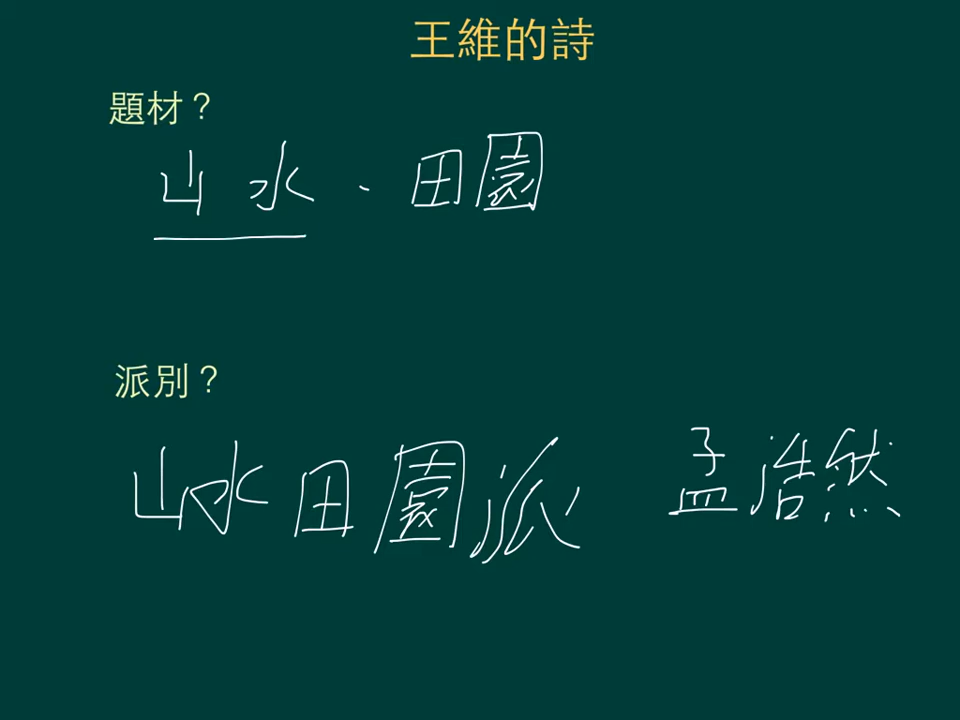 王維的詩
題材？
山水、田園
派別？
山水田園派 孟浩然